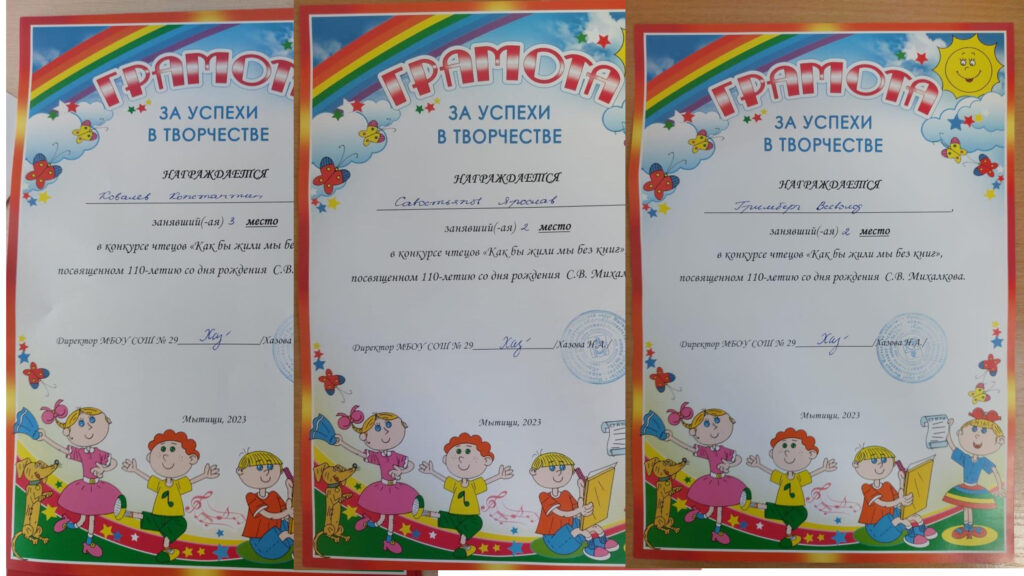 ГРАМОТА
ЗА УСПЕХИ
В ТВОРЧЕСТВЕ
НАГРАЖДАЕТСЯ
Ковалев Константин
занявший(-ая) 3 место
в конкурсе чтецов «Как бы жили мы без
посвященном 110-летию со дня рождения С.В.
Директор МБОУ СОШ № 29 Хаз /Хазова
Мытищи, 2023
ГРАМОТА
ЗА УСПЕХИ
В ТВОРЧЕСТВЕ
НАГРАЖДАЕТСЯ
Савостьянов Ярослав
занявший(-ая) 2 место
в конкурсе чтецов «Как бы жили мы без книг»
посвященном 110-летию со дня рождения С.В. Михал
Директор МБОУ СОШ № 29 Хаз /Хазова Н.А./
Мытищи, 2023
ГРАМОТА
ЗА УСПЕХИ
В ТВОРЧЕСТВЕ
НАГРАЖДАЕТСЯ
Гримберг Всеволод
занявший(-ая) 2 место
в конкурсе чтецов «Как бы жили мы без книг»,
посвященном 110-летию со дня рождения С.В. Михалкова.
Директор МБОУ СОШ № 29 Хаз /Хазова Н.А./
Мытищи, 2023